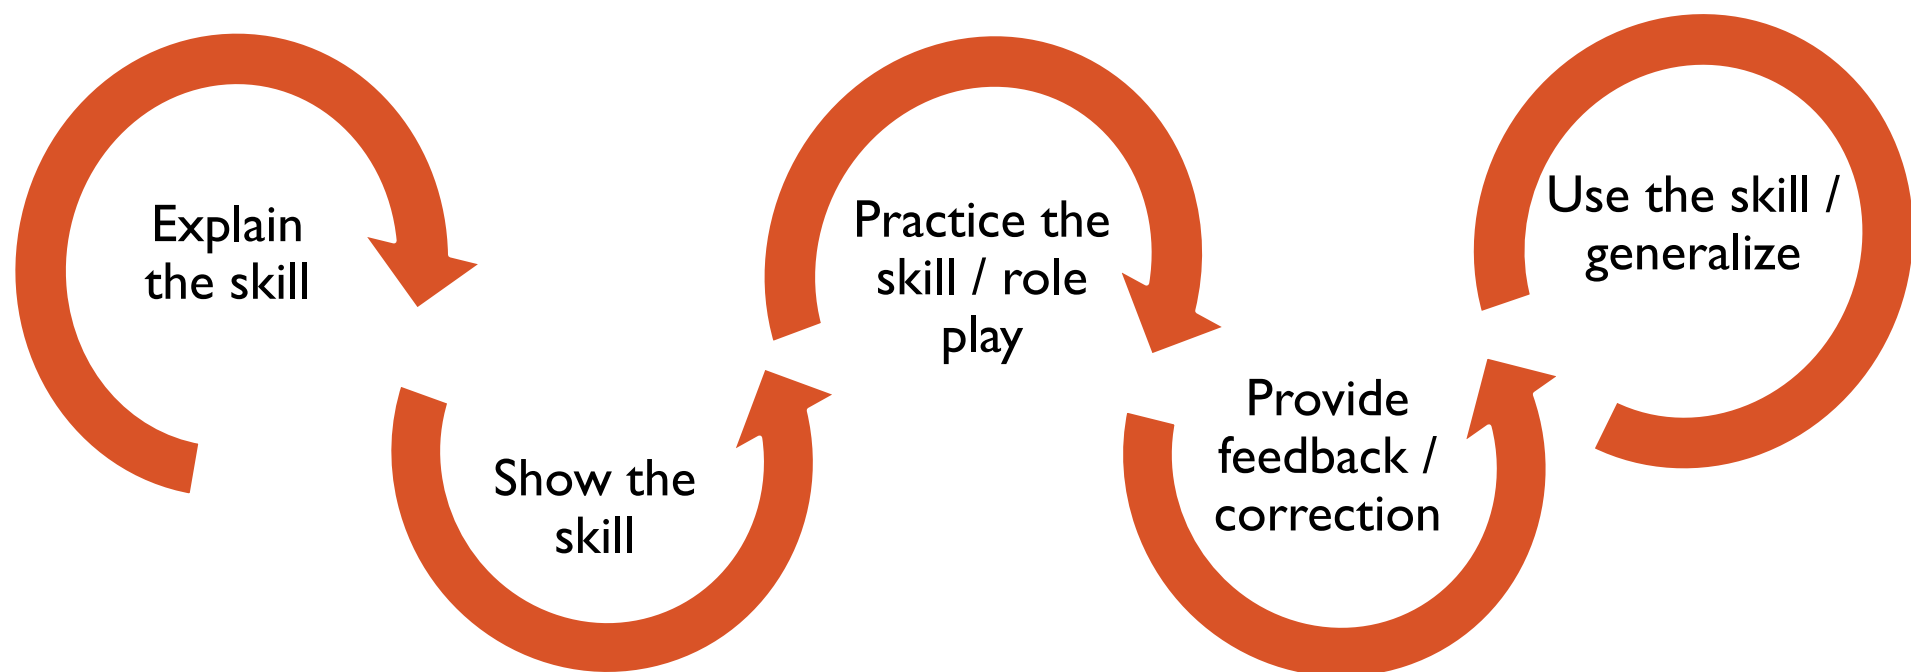 Explain
the skill
Show the
skill
Practice the
skill / role
play
Provide
feedback /
correction
Use the skill /
generalize